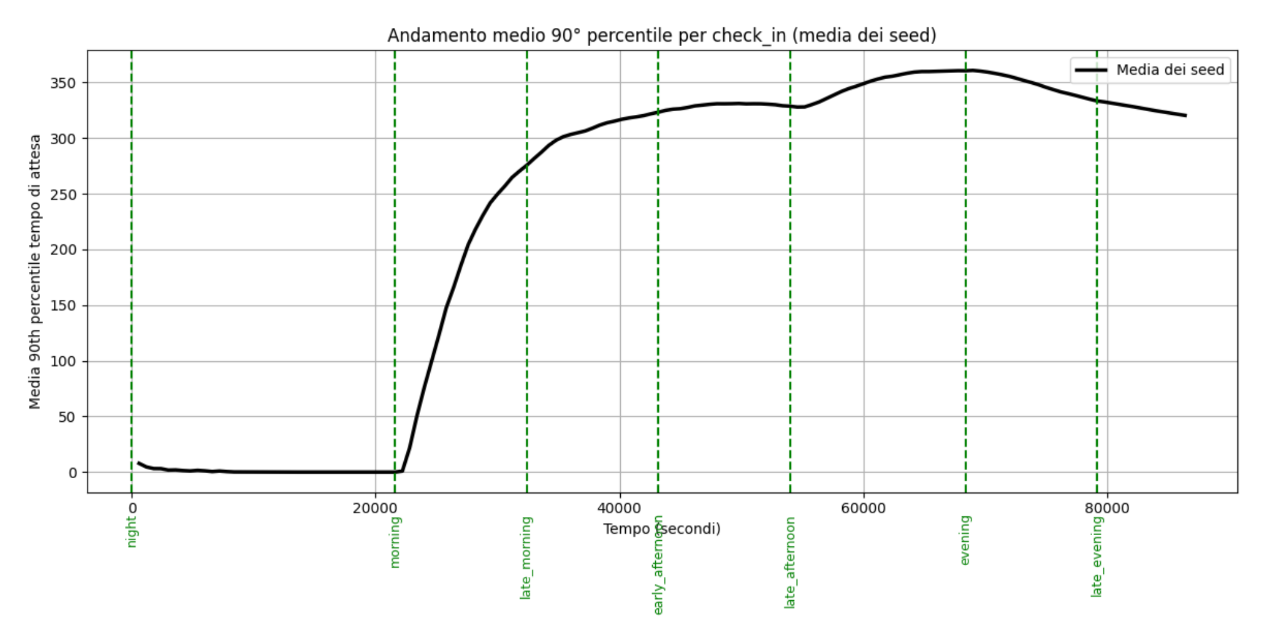 Andamento medio 90° percentile per check_in (media dei seed)
Media dei seed
Media 90th percentile tempo di attesa
350
300
250
200
150
100
50
0
0
20000
40000
60000
80000
Tempo (secondi)
night
morning
late_morning
early_afternoon
late_afternoon
evening
late_evening